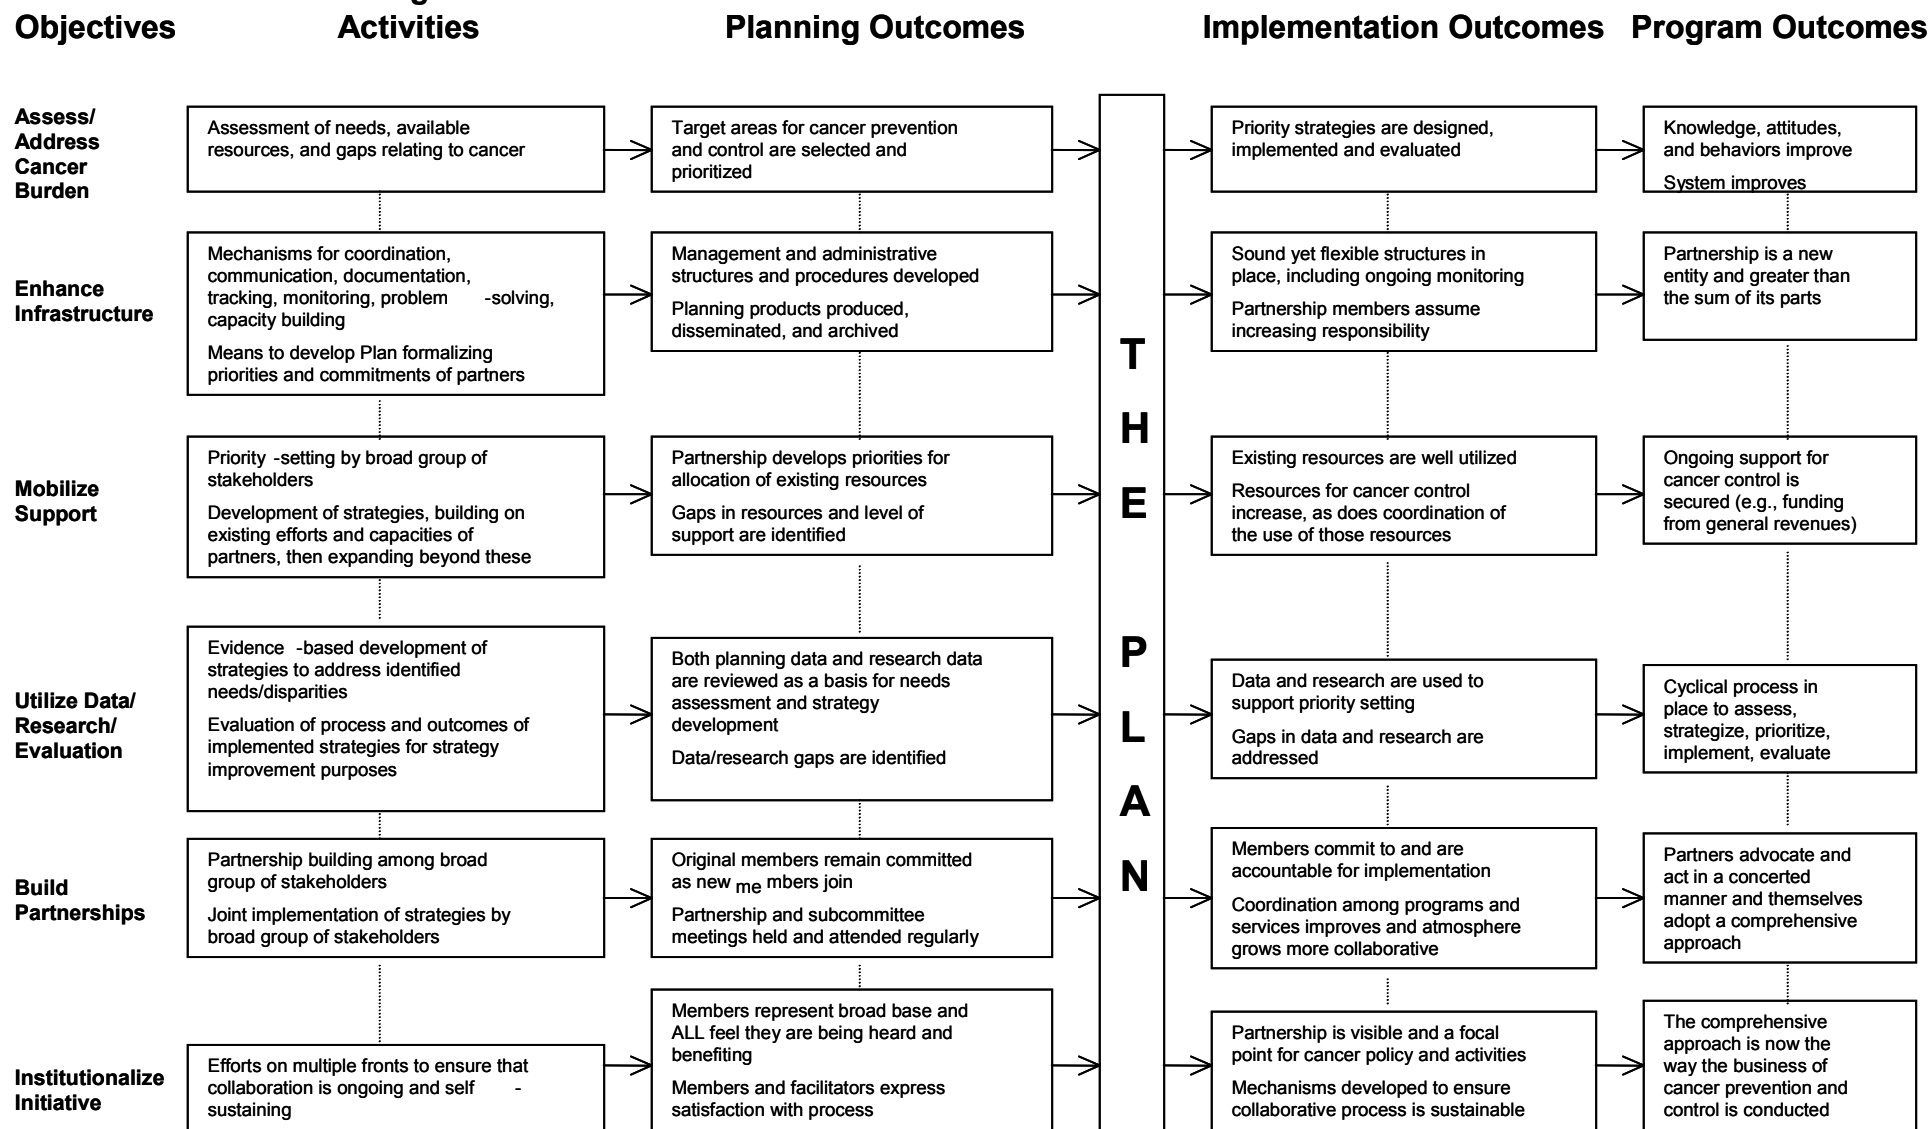 Objectives
Activities
Planning Outcomes
Implementation Outcomes
Program Outcomes
Assess/
Address
Cancer
Burden
Assessment of needs, available
resources, and gaps relating to cancer
Target areas for cancer prevention
and control are selected and
prioritized
Priority strategies are designed,
implemented and evaluated
Knowledge, attitudes,
and behaviors improve
System improves
Enhance
Infrastructure
Mechanisms for coordination,
communication, documentation,
tracking, monitoring, problem -solving,
capacity building
Means to develop Plan formalizing
priorities and commitments of partners
Management and administrative
structures and procedures developed
Planning products produced,
disseminated, and archived
Sound yet flexible structures in
place, including ongoing monitoring
Partnership members assume
increasing responsibility
Partnership is a new
entity and greater than
the sum of its parts
Mobilize
Support
Priority -setting by broad group of
stakeholders
Development of strategies, building on
existing efforts and capacities of
partners, then expanding beyond these
Partnership develops priorities for
allocation of existing resources
Gaps in resources and level of
support are identified
Existing resources are well utilized
Resources for cancer control
increase, as does coordination of
the use of those resources
Ongoing support for
cancer control is
secured (e.g., funding
from general revenues)
Utilize Data/
Research/
Evaluation
Evidence -based development of
strategies to address identified
needs/disparities
Evaluation of process and outcomes of
implemented strategies for strategy
improvement purposes
Both planning data and research data
are reviewed as a basis for needs
assessment and strategy
development
Data/research gaps are identified
Data and research are used to
support priority setting
Gaps in data and research are
addressed
Cyclical process in
place to assess,
strategize, prioritize,
implement, evaluate
Build
Partnerships
Partnership building among broad
group of stakeholders
Joint implementation of strategies by
broad group of stakeholders
Original members remain committed
as new me mbers join
Partnership and subcommittee
meetings held and attended regularly
Members commit to and are
accountable for implementation
Coordination among programs and
services improves and atmosphere
grows more collaborative
Partners advocate and
act in a concerted
manner and themselves
adopt a comprehensive
approach
Institutionalize
Initiative
Efforts on multiple fronts to ensure that
collaboration is ongoing and self -
sustaining
Members represent broad base and
ALL feel they are being heard and
benefiting
Members and facilitators express
satisfaction with process
Partnership is visible and a focal
point for cancer policy and activities
Mechanisms developed to ensure
collaborative process is sustainable
The comprehensive
approach is now the
way the business of
cancer prevention and
control is conducted
T
H
E
P
L
A
N